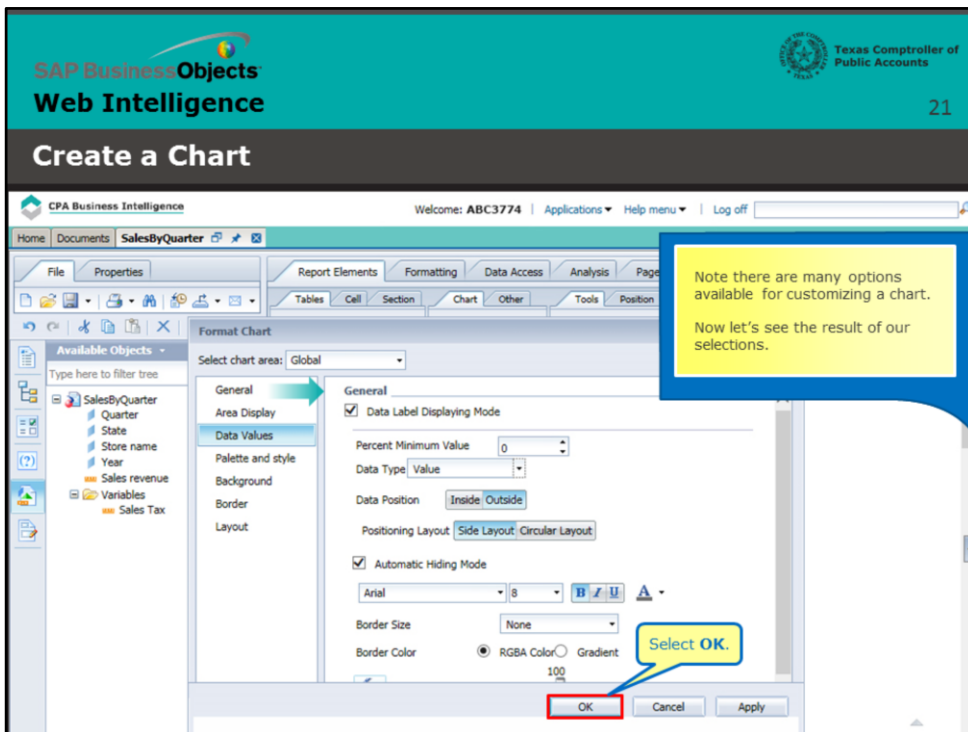 SAP BusinessObjects
Web Intelligence
Texas Comptroller of
Public Accounts
21
Create a Chart
CPA Business Intelligence
Welcome: ABC3774 | Applications Help menu | Log off
Home Documents SalesByQuarter
File Properties
Report Elements Formatting Data Access Analysis Page
Tables Cell Section Chart Other Tools Position
Note there are many options
available for customizing a chart.
Now let's see the result of our
selections.
Available Objects
Type here to filter tree
SalesByQuarter
Quarter
State
Store name
Year
Sales revenue
Variables
Sales Tax
Format Chart
Select chart area: Global
General
Area Display
Data Values
Palette and style
Background
Border
Layout
General
Data Label Displaying Mode
Percent Minimum Value 0
Data Type Value
Data Position Inside Outside
Positioning Layout Side Layout Circular Layout
Automatic Hiding Mode
Arial 8 B I U A
Border Size None
Border Color RGBA Color Gradient
100
Select OK.
OK Cancel Apply